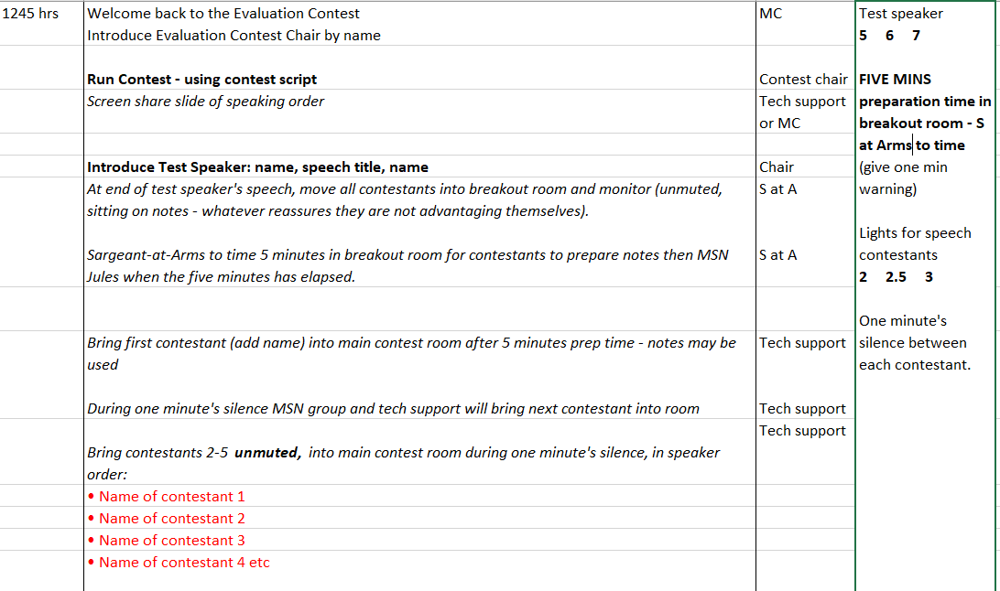 1245 hrs Welcome back to the Evaluation Contest MC Test speaker
Introduce Evaluation Contest Chair by name 5 6 7
Run Contest - using contest script Contest chair FIVE MINS
Screen share slide of speaking order Tech support preparation time in
or MC breakout room - S
at Arms to time
Introduce Test Speaker: name, speech title, name Chair (give one min
At end of test speaker's speech, move all contestants into breakout room and monitor (unmuted, S at A warning)
sitting on notes - whatever reassures they are not advantaging themselves).
Lights for speech
Sargeant-at-Arms to time 5 minutes in breakout room for contestants to prepare notes then MSN S at A contestants
Jules when the five minutes has elapsed. 2 2.5 3
One minute's
Bring first contestant (add name) into main contest room after 5 minutes prep time - notes may be Tech support silence between
used each contestant.
During one minute's silence MSN group and tech support will bring next contestant into room Tech support
Tech support
Bring contestants 2-5 unmuted, into main contest room during one minute's silence, in speaker
order:
• Name of contestant 1
• Name of contestant 2
• Name of contestant 3
• Name of contestant 4 etc